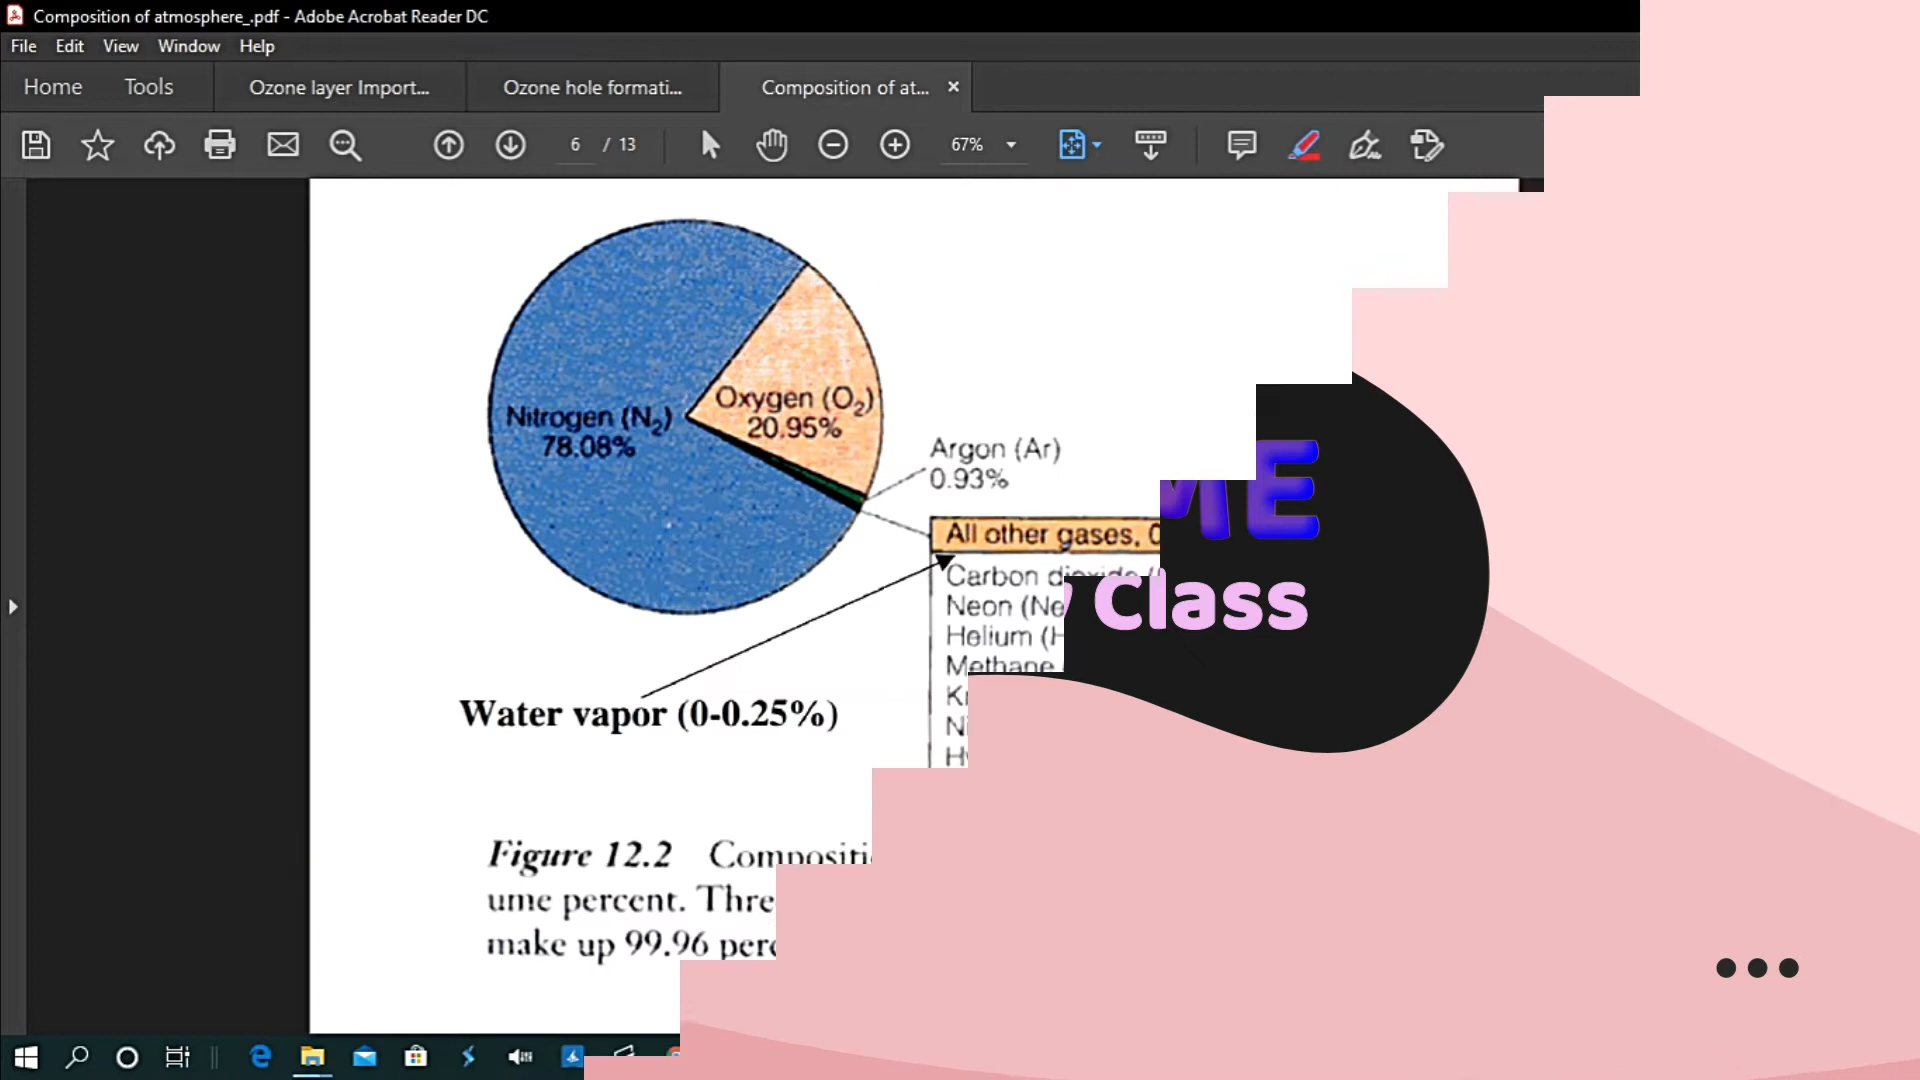 Composition of atmosphere_.pdf - Adobe Acrobat Reader DC
File Edit View Window Help
Home Tools Ozone layer Import... Ozone hole formati... Composition of at... ×
6 / 13 67%
Nitrogen (N2)
78.08%
Oxygen (O2)
20.95%
Argon (Ar)
0.93%
All other gases,
Carbon dioxide
Neon (Ne
Helium (H
Methane
Water vapor (0-0.25%)
Figure 12.2
ume percent.
make up 99.96
ME
Class